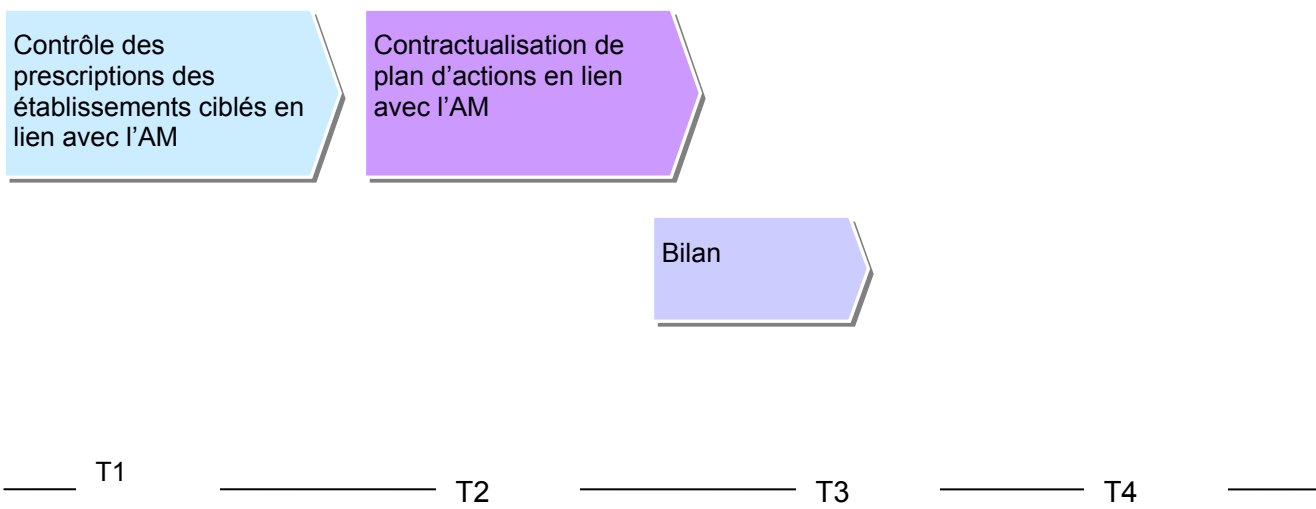 Contrôle des
prescriptions des
établissements ciblés en
lien avec l’AM
Contractualisation de
plan d’actions en lien
avec l’AM
Bilan
T1
T2
T3
T4